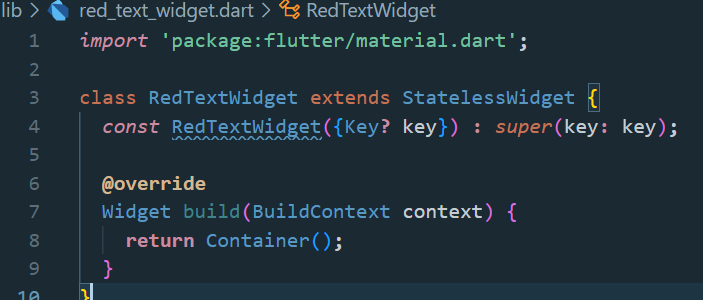 lib > red_text_widget.dart > RedTextWidget
1 import 'package:flutter/material.dart';
2
3 class RedTextWidget extends StatelessWidget {
4 const RedTextWidget({Key? key}) : super(key: key);
5
6 @override
7 Widget build(BuildContext context) {
8 return Container();
9 }
10 }